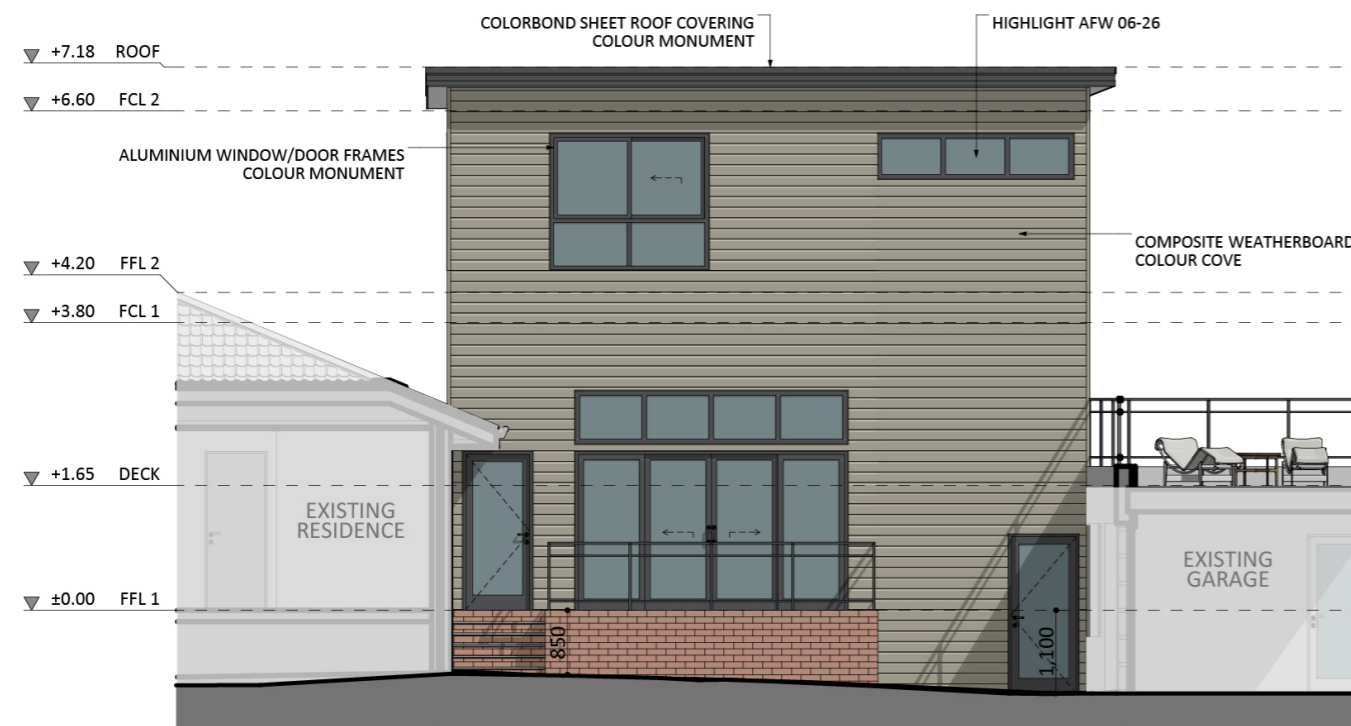 COLORBOND SHEET ROOF COVERING
COLOUR MONUMENT
HIGHLIGHT AFW 06-26
+7.18 ROOF
+6.60 FCL 2
ALUMINIUM WINDOW/DOOR FRAMES
COLOUR MONUMENT
COMPOSITE WEATHERBOARD
COLOUR COVE
+4.20 FFL 2
+3.80 FCL 1
+1.65 DECK
EXISTING
RESIDENCE
EXISTING
GARAGE
±0.00 FFL 1
850
1,100